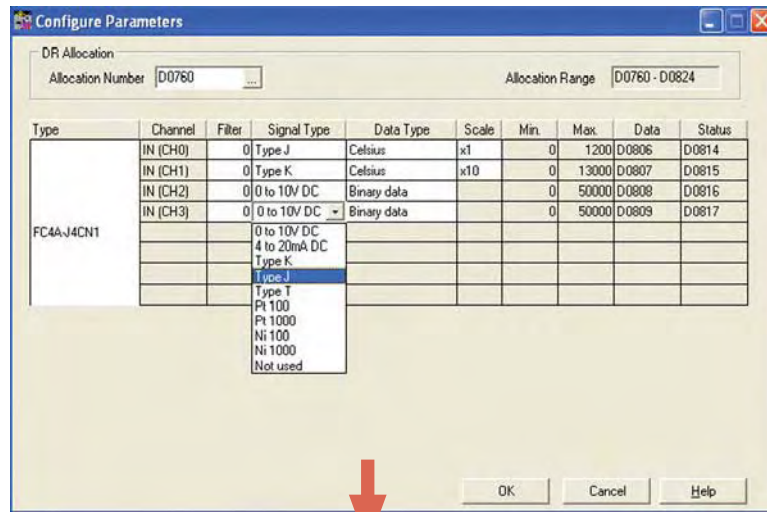 Configure Parameters
DR Allocation
Allocation Number D0760 ... Allocation Range D0760 - D0824
Type Channel Filter Signal Type Data Type Scale Min. Max. Data Status
IN (CH0) 0 Type J Celsius x1 0 1200 D0806 D0814
IN (CH1) 0 Type K Celsius x10 0 13000 D0807 D0815
IN (CH2) 0 0 to 10V DC Binary data 0 50000 D0808 D0816
IN (CH3) 0 0 to 10V DC Binary data 0 50000 D0809 D0817
FC4A-J4CN1
0 to 10V DC
4 to 20mA DC
Type K
Type J
Type T
Pt 100
Pt 1000
Ni 100
Ni 1000
Not used
OK Cancel Help